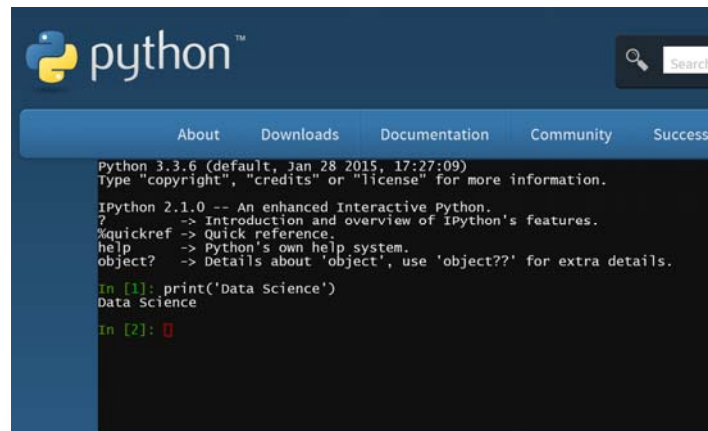 python™
Search
About Downloads Documentation Community Success
Python 3.3.6 (default, Jan 28 2015, 17:27:09)
Type "copyright", "credits" or "license" for more information.
IPython 2.1.0 -- An enhanced Interactive Python.
? -> Introduction and overview of IPython's features.
%quickref -> Quick reference.
help -> Python's own help system.
object? -> Details about 'object', use 'object??' for extra details.
In [1]: print('Data Science')
Data Science
In [2]: